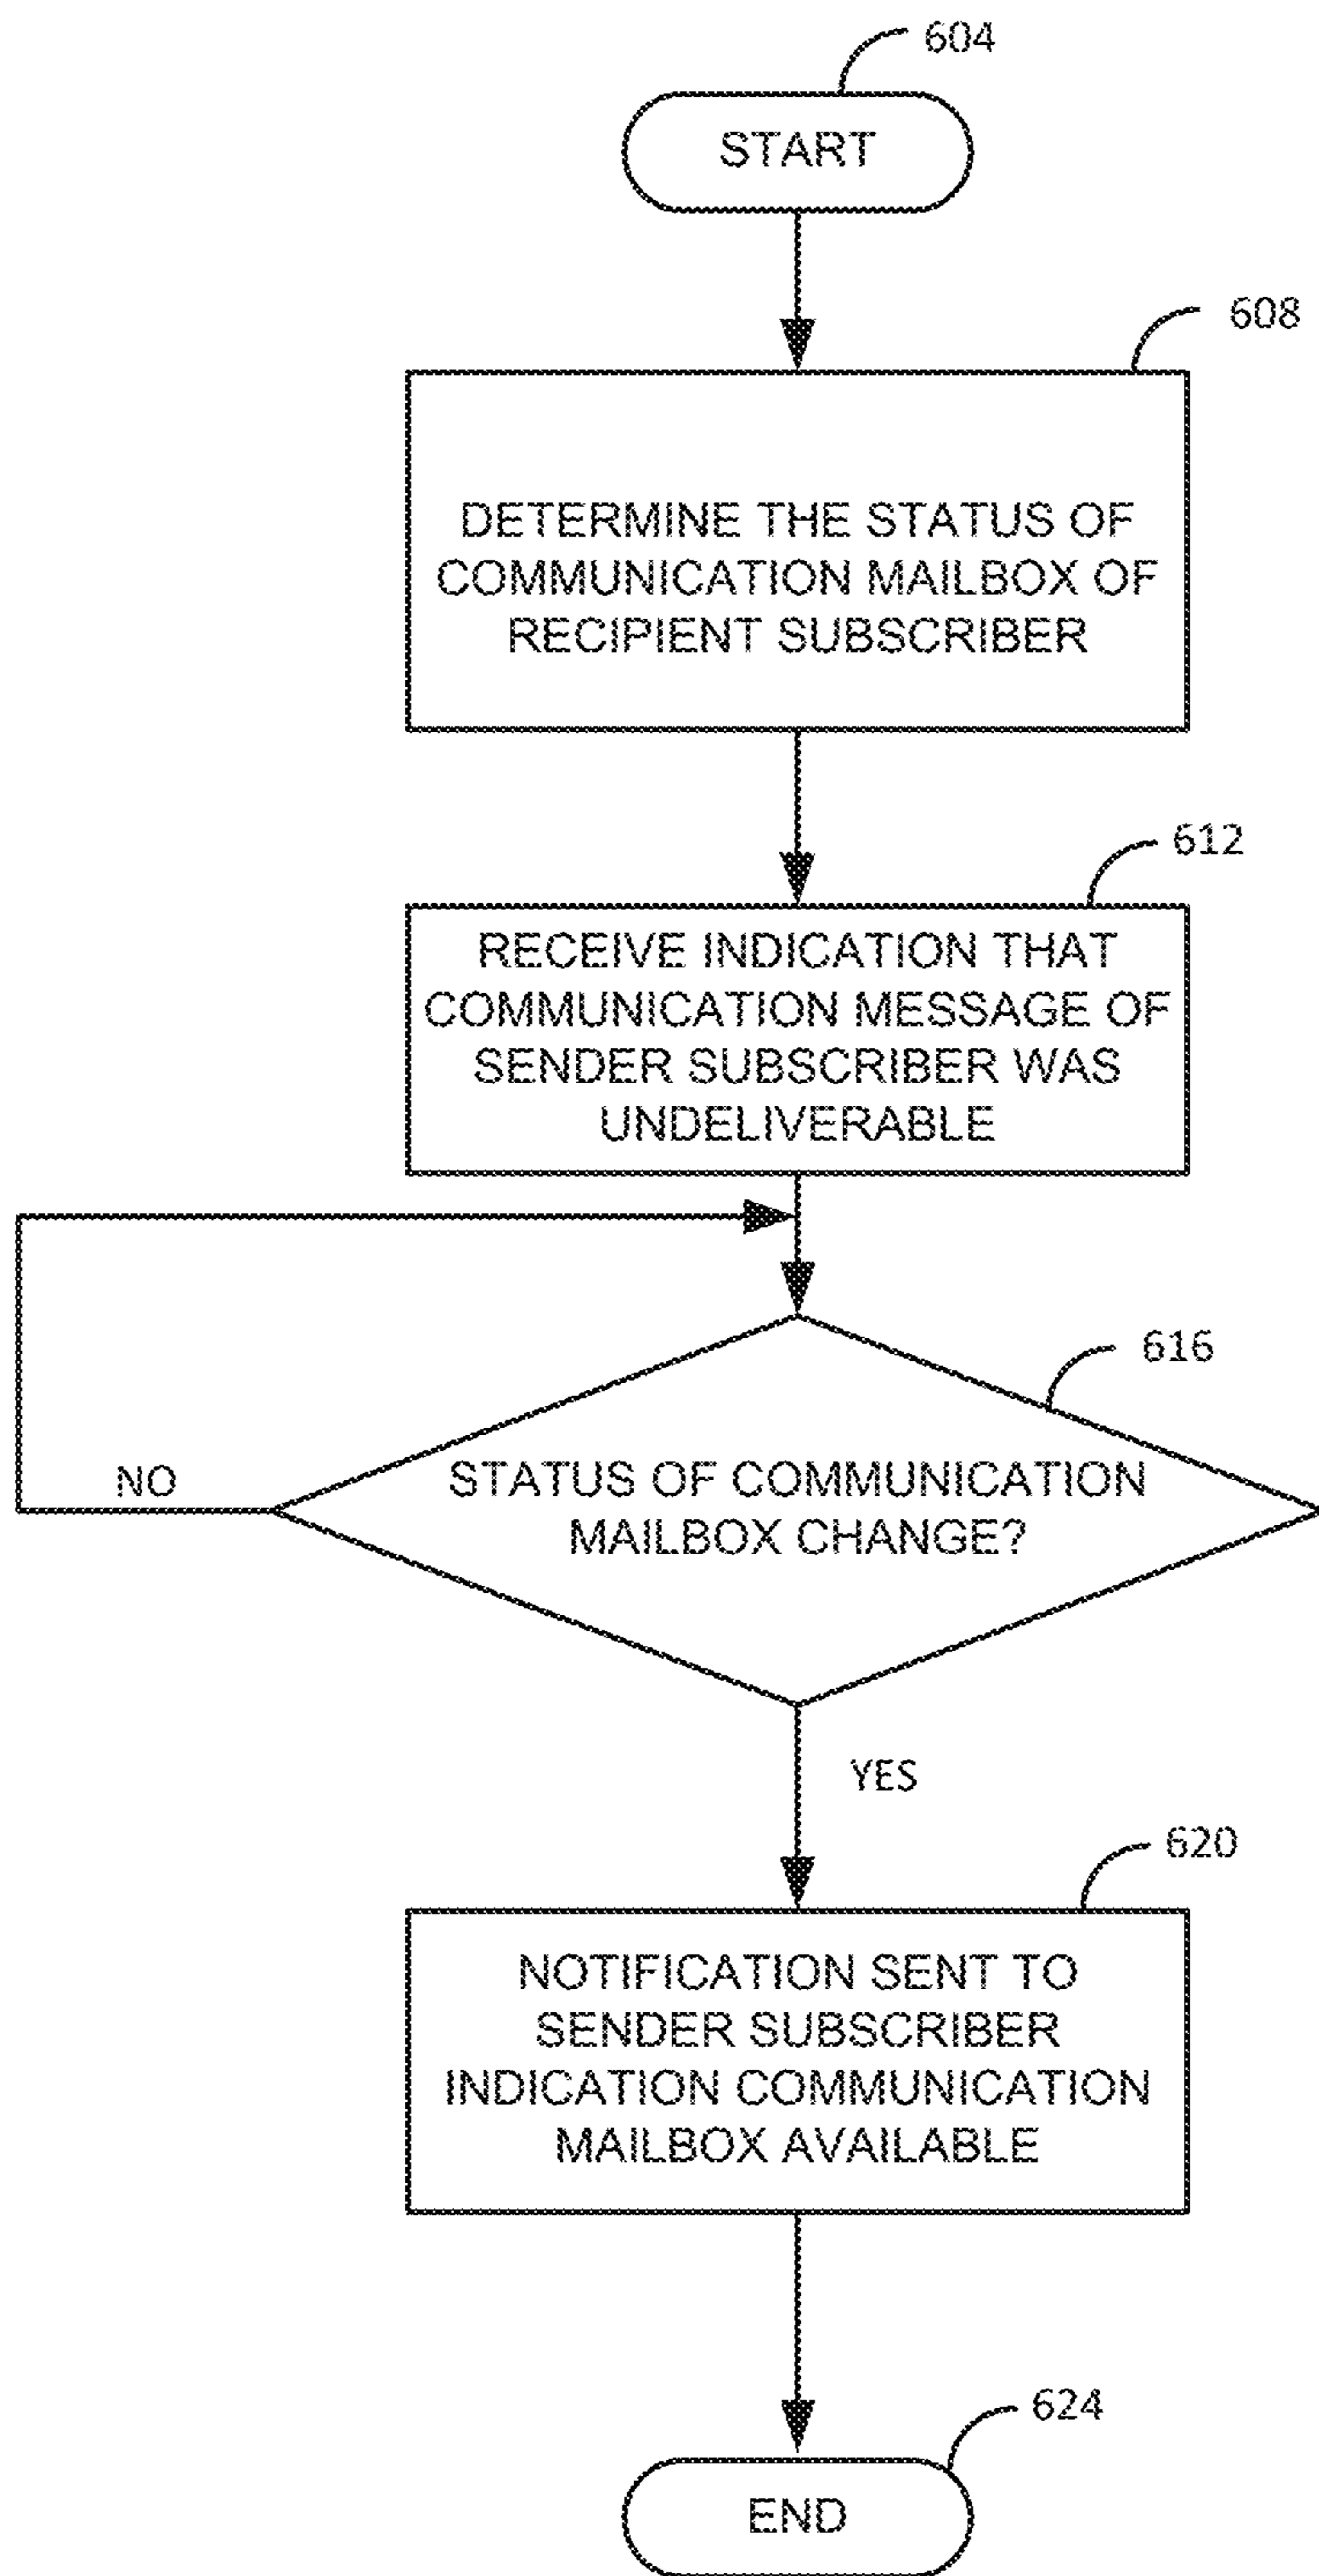 604
START
608
DETERMINE THE STATUS OF
COMMUNICATION MAILBOX OF
RECIPIENT SUBSCRIBER
612
RECEIVE INDICATION THAT
COMMUNICATION MESSAGE OF
SENDER SUBSCRIBER WAS
UNDELIVERABLE
616
NO
STATUS OF COMMUNICATION
MAILBOX CHANGE?
YES
620
NOTIFICATION SENT TO
SENDER SUBSCRIBER
INDICATION COMMUNICATION
MAILBOX AVAILABLE
624
END